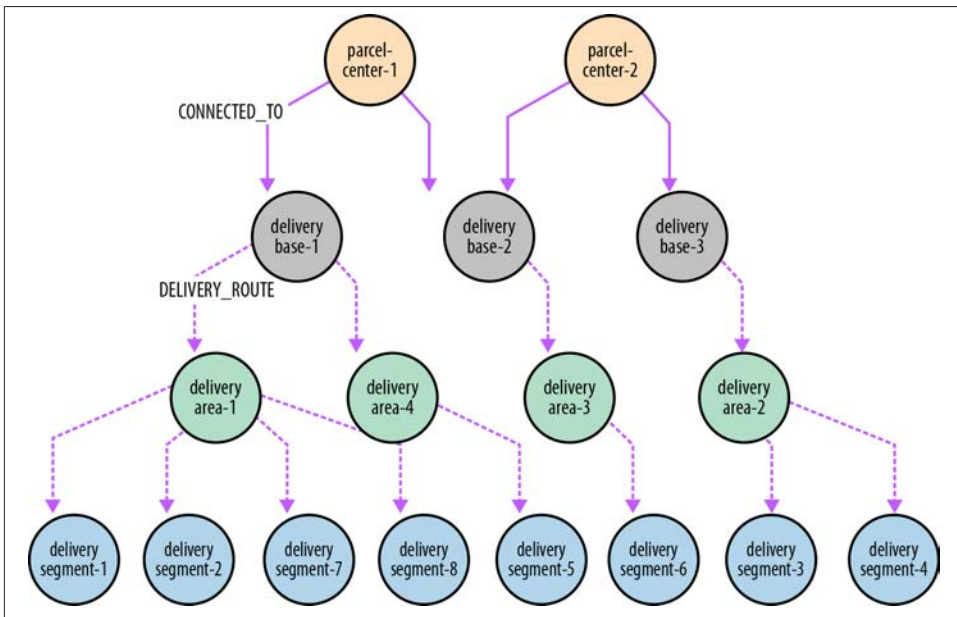 parcel-
center-1
parcel-
center-2
CONNECTED_TO
delivery
base-1
delivery
base-2
delivery
base-3
DELIVERY_ROUTE
delivery
area-1
delivery
area-4
delivery
area-3
delivery
area-2
delivery
segment-1
delivery
segment-2
delivery
segment-7
delivery
segment-8
delivery
segment-5
delivery
segment-6
delivery
segment-3
delivery
segment-4